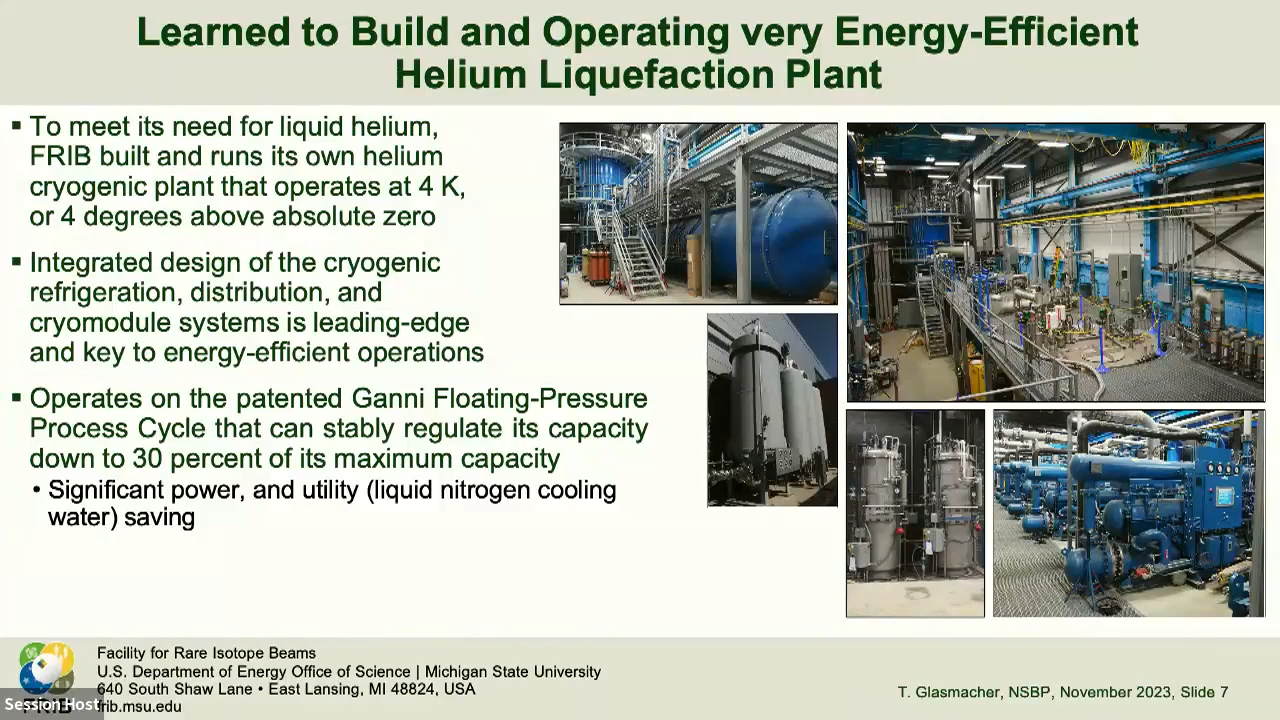 Learned to Build and Operating very Energy-Efficient
Helium Liquefaction Plant
▪ To meet its need for liquid helium,
FRIB built and runs its own helium
cryogenic plant that operates at 4 K,
or 4 degrees above absolute zero
▪ Integrated design of the cryogenic
refrigeration, distribution, and
cryomodule systems is leading-edge
and key to energy-efficient operations
▪ Operates on the patented Ganni Floating-Pressure
Process Cycle that can stably regulate its capacity
down to 30 percent of its maximum capacity
• Significant power, and utility (liquid nitrogen cooling
water) saving
Facility for Rare Isotope Beams
U.S. Department of Energy Office of Science | Michigan State University
640 South Shaw Lane • East Lansing, MI 48824, USA
frib.msu.edu
FRIB
Session Host
T. Glasmacher, NSBP, November 2023, Slide 7